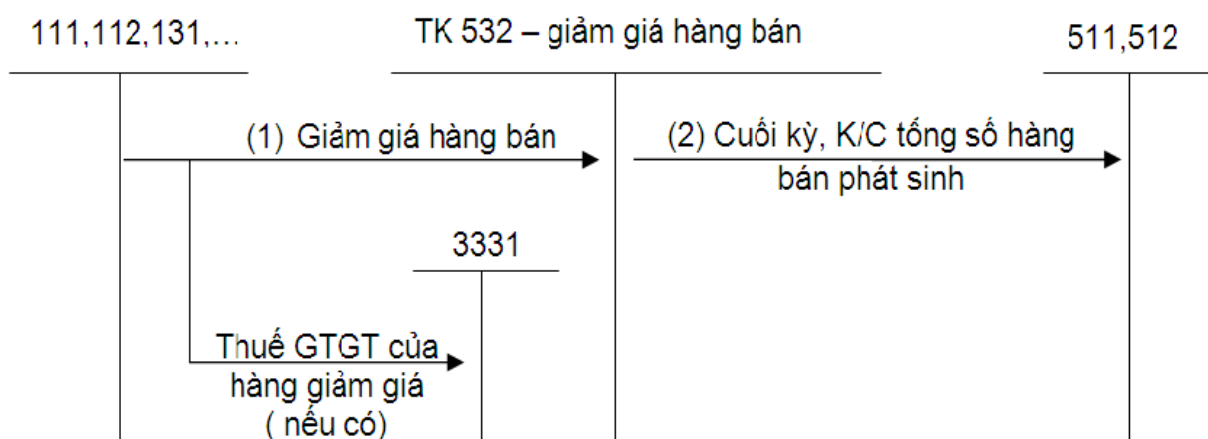 111,112,131,...
TK 532 – giảm giá hàng bán
511,512
(1) Giảm giá hàng bán
(2) Cuối kỳ, K/C tổng số hàng
bán phát sinh
3331
Thuế GTGT của
hàng giảm giá
( nếu có)